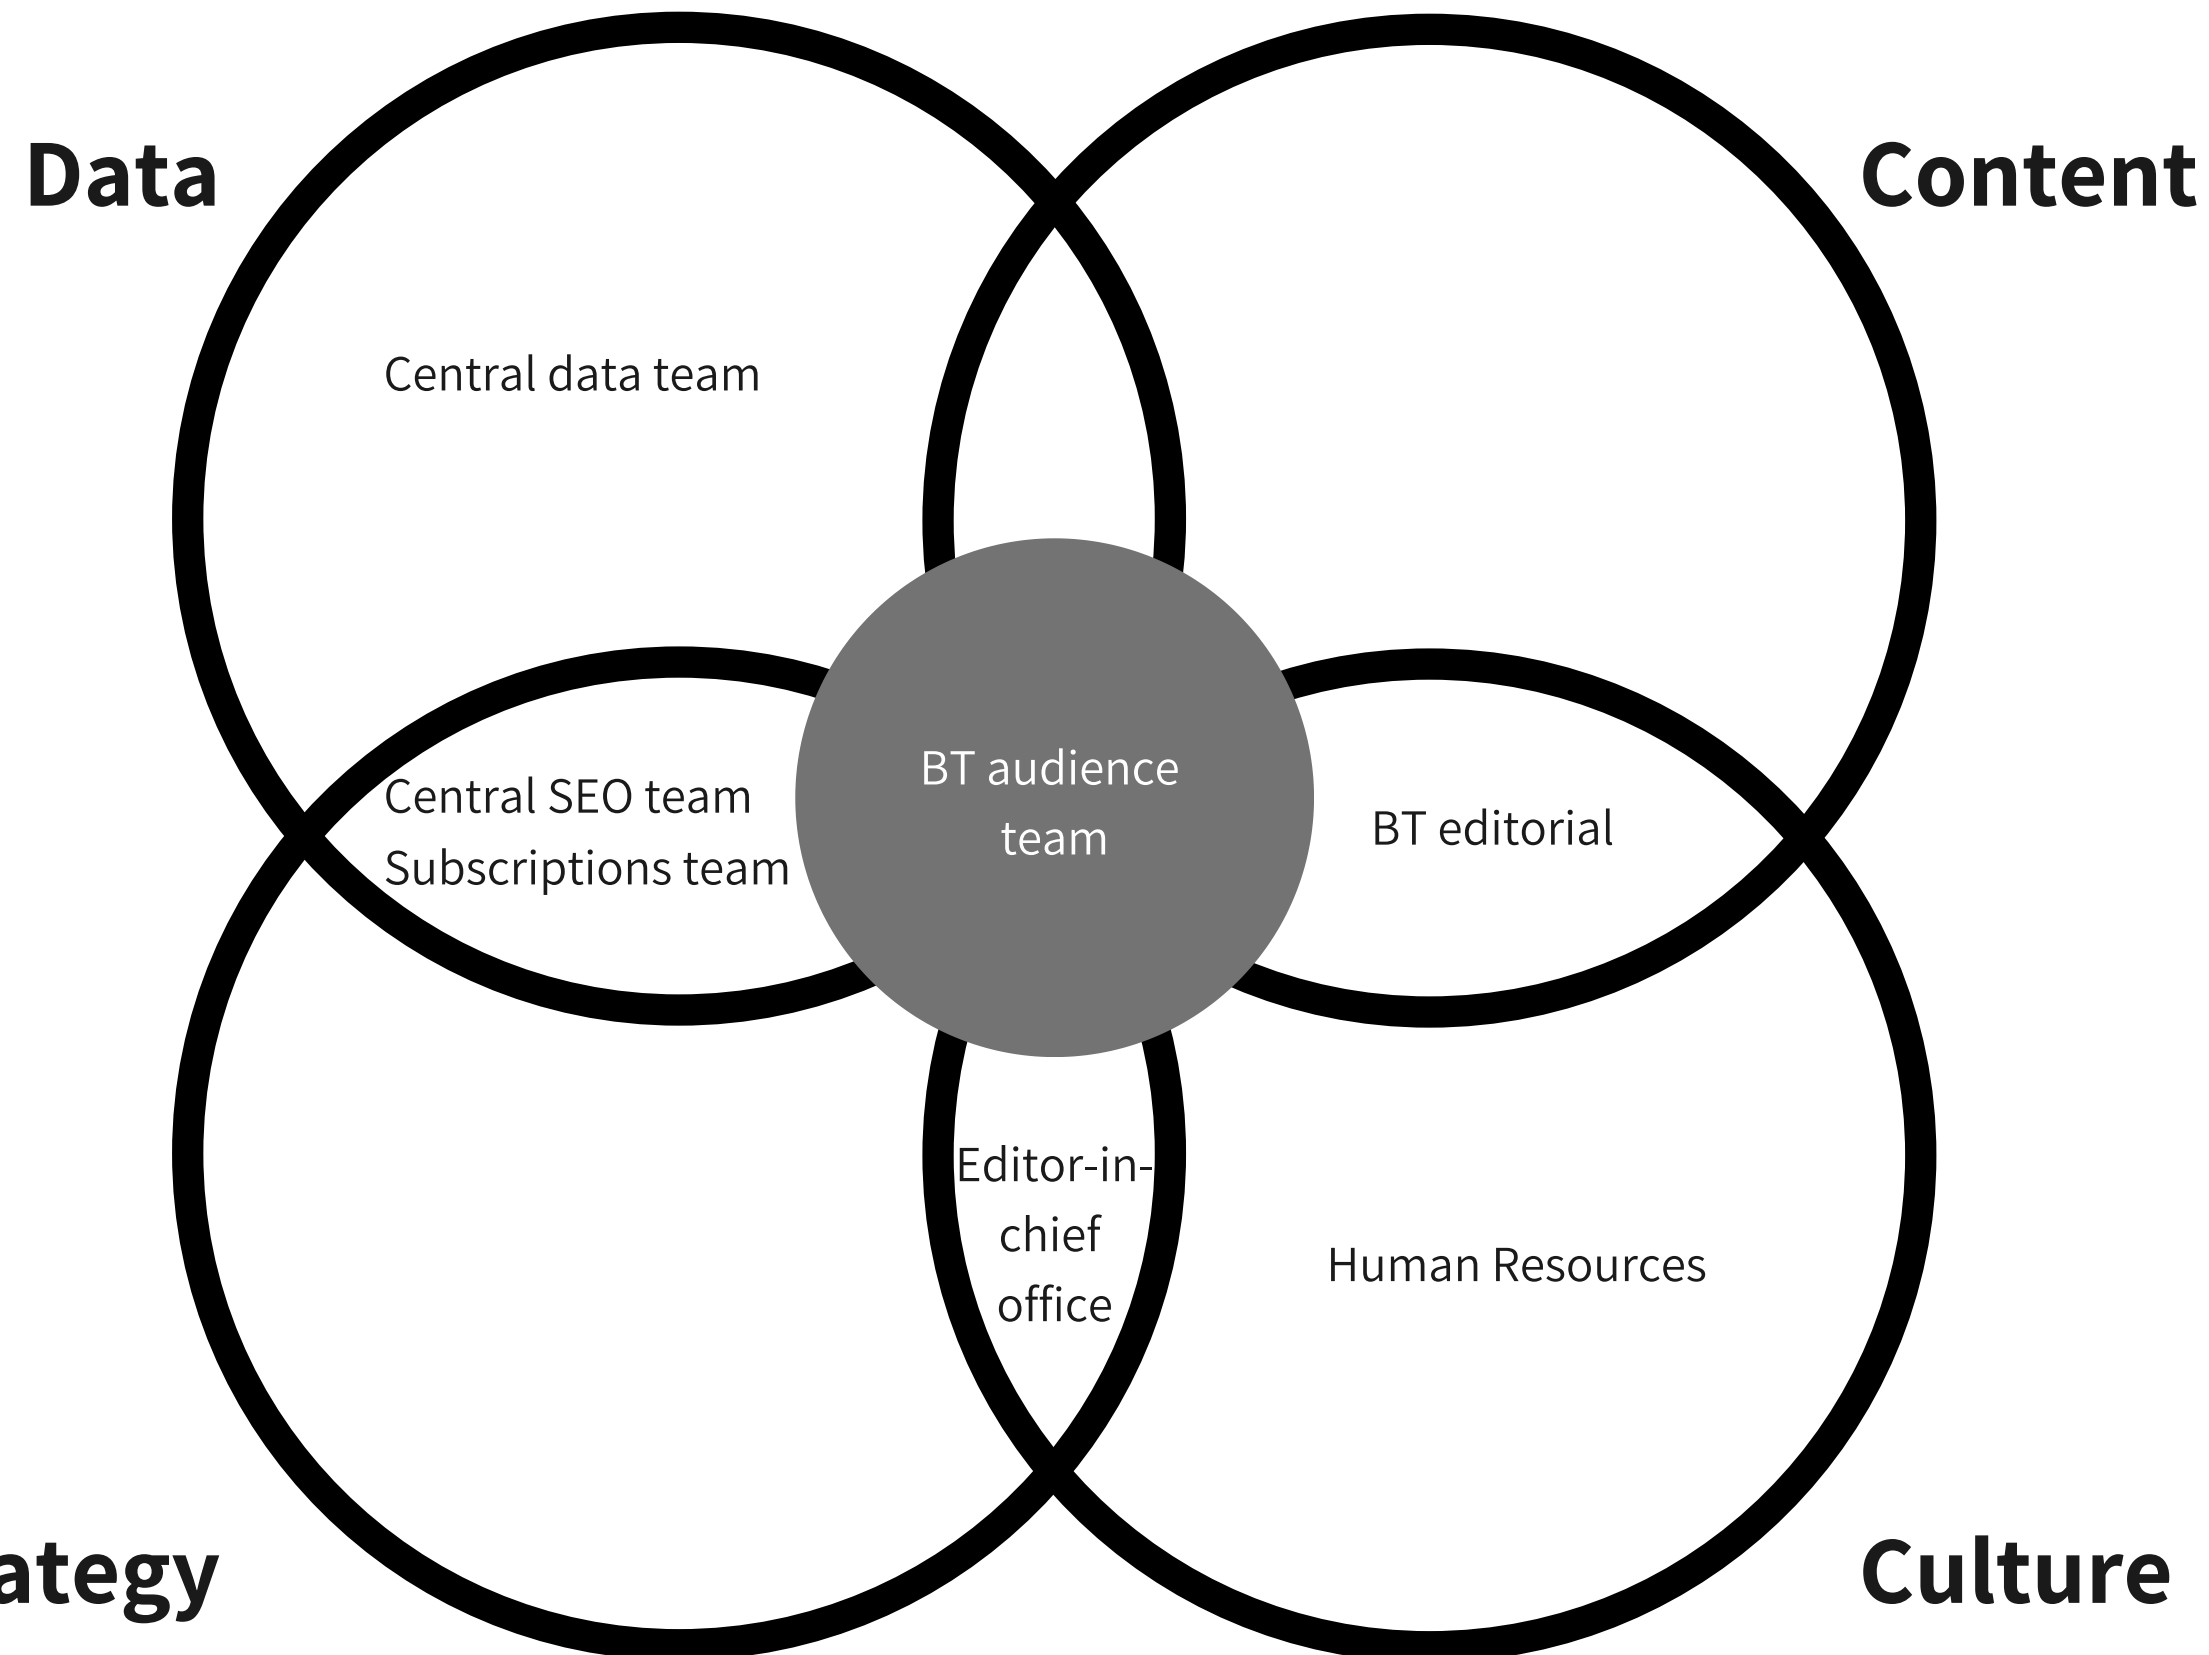 Data
Content
Central data team
BT audience
team
Central SEO team
Subscriptions team
BT editorial
Editor-in-
chief
office
Human Resources
ategy
Culture